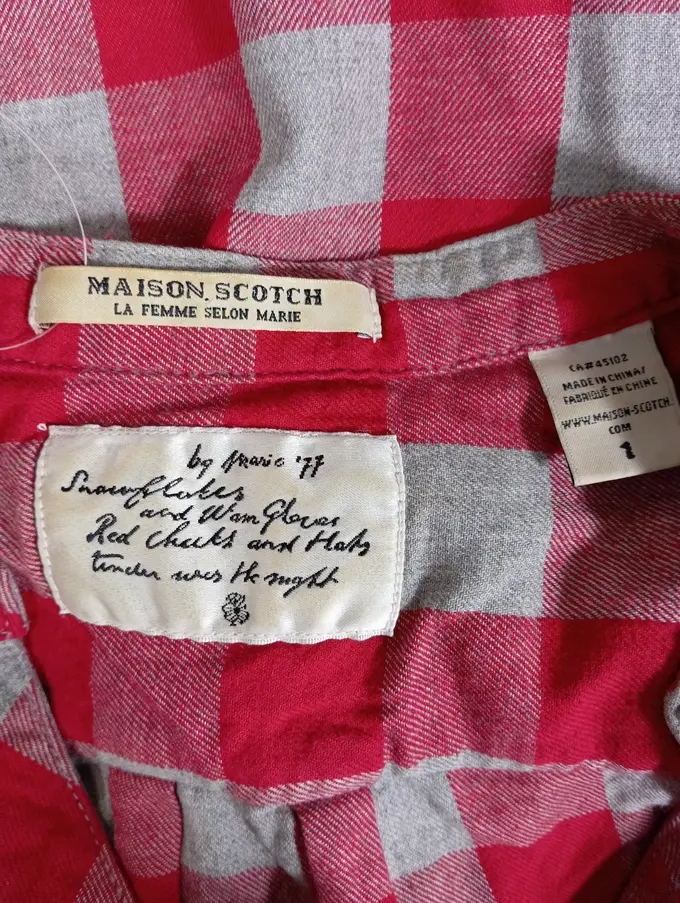 MAISON.SCOTCH
LA FEMME SELON MARIE
CA#45102
MADE IN CHINA/
FABRIQUÉ EN CHINE
WWW.MAISON-SCOTCH.
COM
1
by Marie '77
Snowflakes
and Warm Gloves
Red Cheeks and Hats
tender was the night